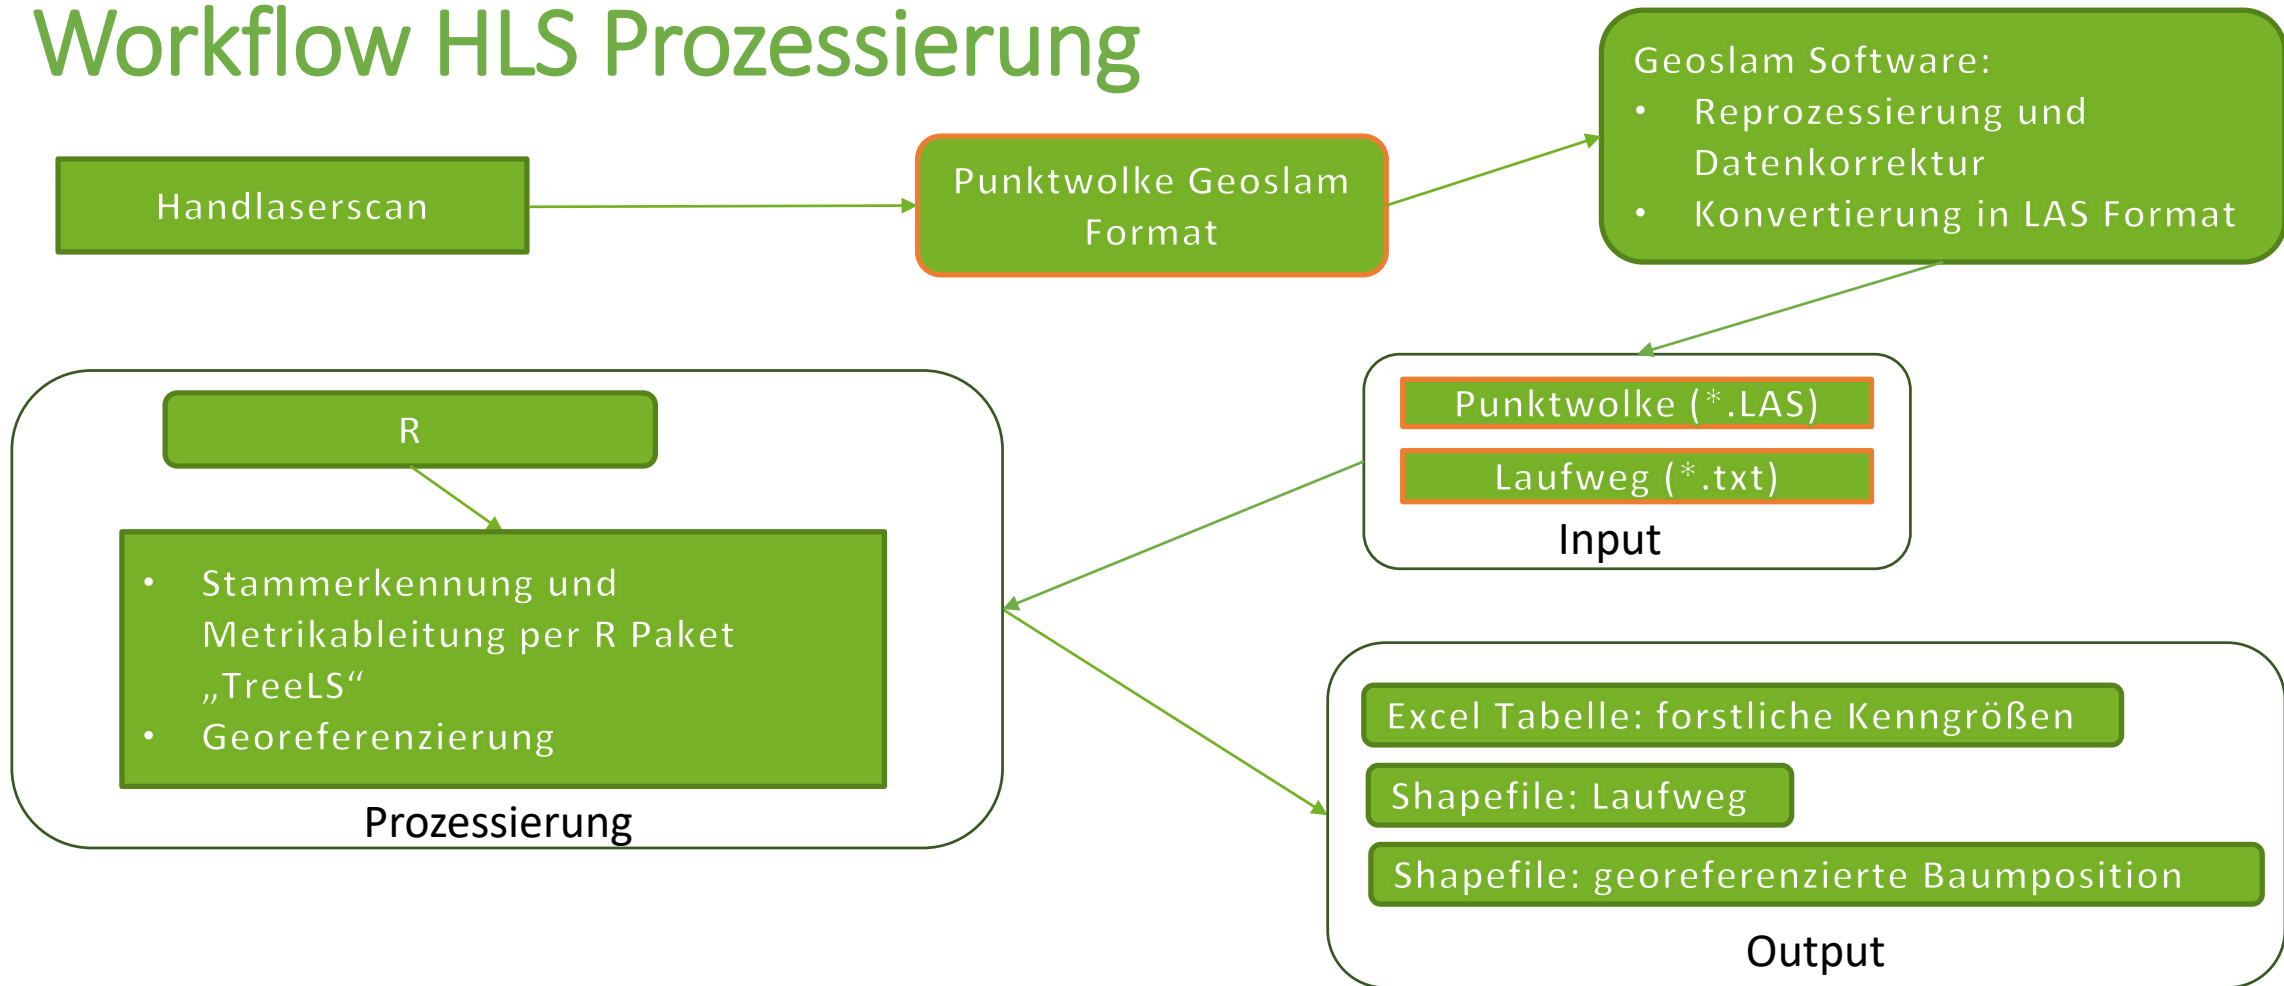 Workflow HLS Prozessierung
Handlaserscan
Punktwolke Geoslam
Format
Geoslam Software:
• Reprozessierung und
Datenkorrektur
• Konvertierung in LAS Format
Punktwolke (*.LAS)
Laufweg (*.txt)
Input
R
• Stammerkennung und
Metrikableitung per R Paket
„TreeLS“
• Georeferenzierung
Prozessierung
Excel Tabelle: forstliche Kenngrößen
Shapefile: Laufweg
Shapefile: georeferenzierte Baumposition
Output